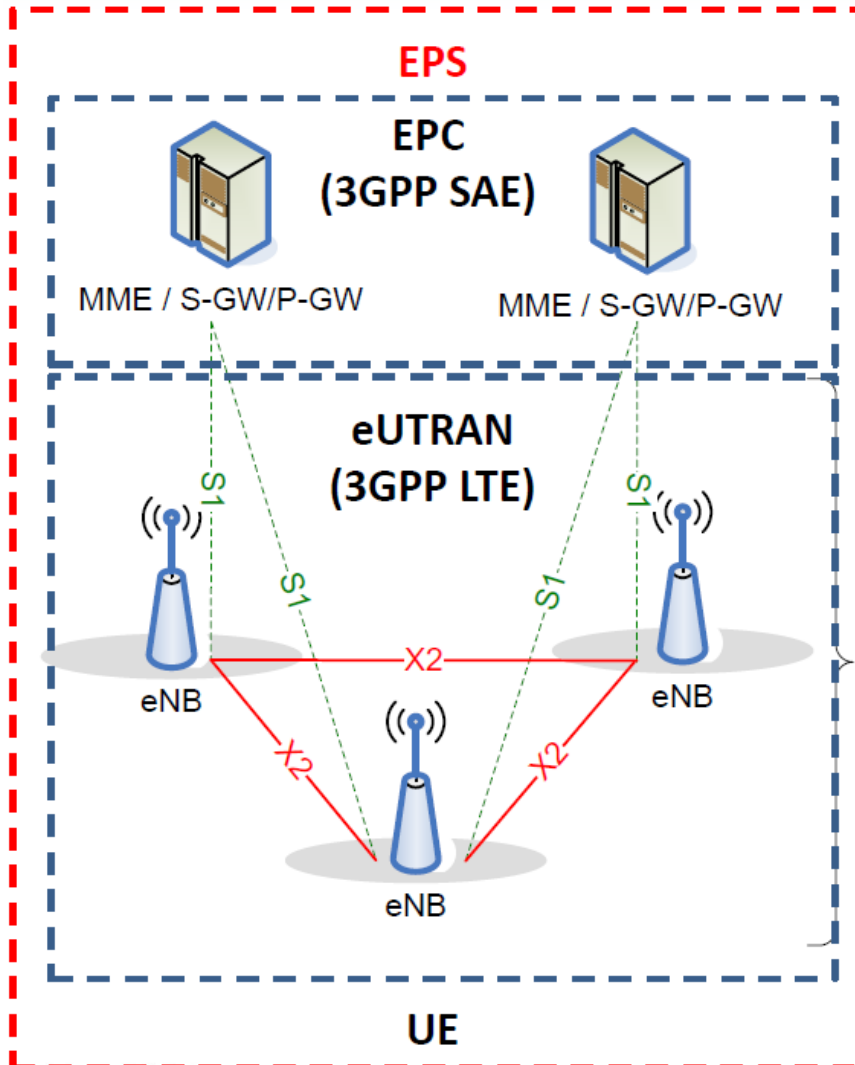 EPS
EPC
(3GPP SAE)
MME / S-GW/P-GW
MME / S-GW/P-GW
eUTRAN
(3GPP LTE)
S1
S1
S1
S1
X2
eNB
eNB
X2
X2
eNB
UE